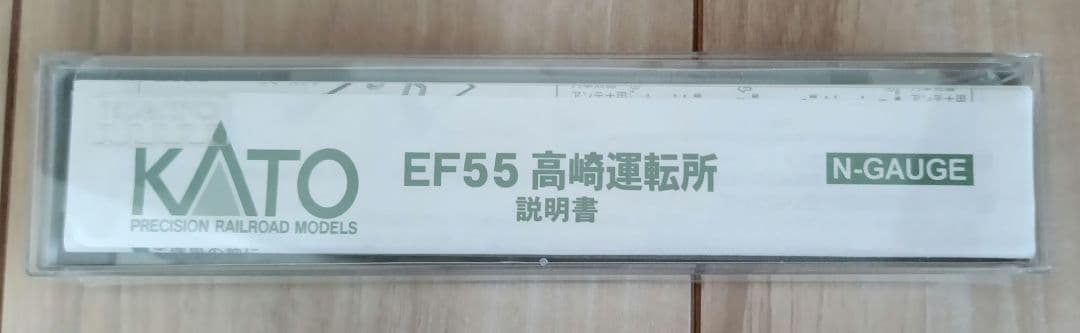 KATO
PRECISION RAILROAD MODELS
EF55 高崎運転所
説明書
N-GAUGE